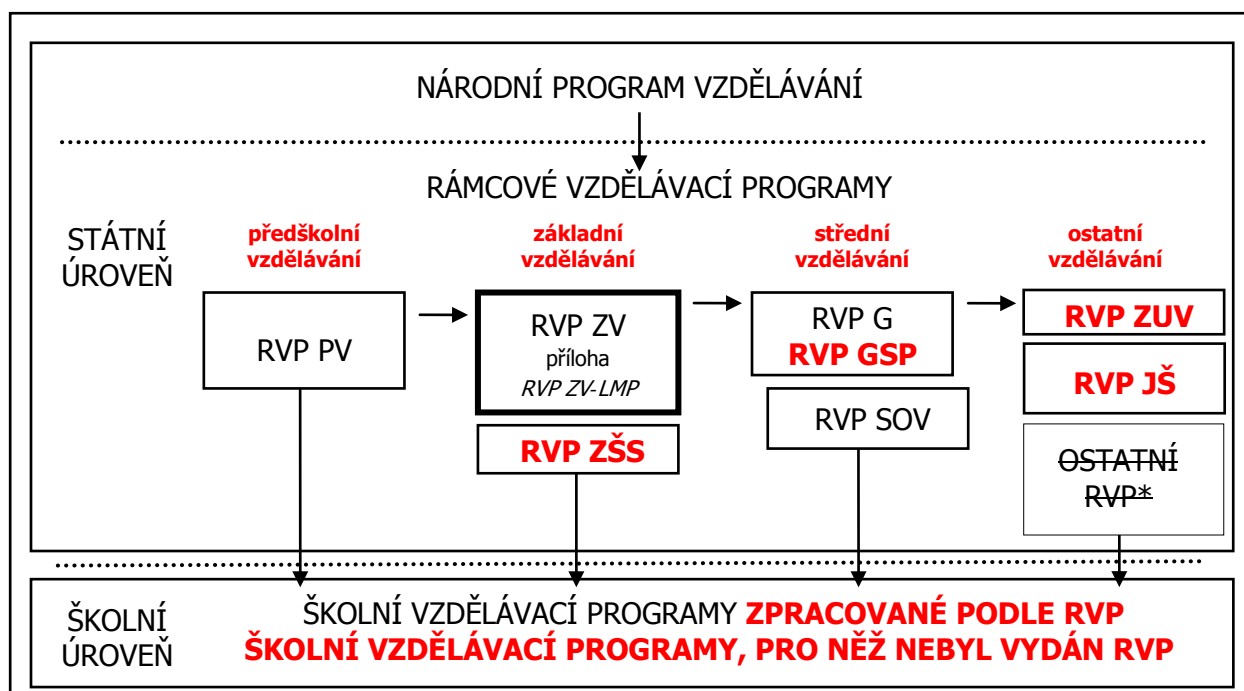 NÁRODNÍ PROGRAM VZDĚLÁVÁNÍ
RÁMCOVÉ VZDĚLÁVACÍ PROGRAMY
STÁTNÍ
ÚROVEŇ
předškolní
vzdělávání
základní
vzdělávání
střední
vzdělávání
ostatní
vzdělávání
RVP PV
RVP ZV
příloha
RVP ZV-LMP
RVP ZŠS
RVP G
RVP GSP
RVP SOV
RVP ZUV
RVP JŠ
OSTATNÍ
RVP*
ŠKOLNÍ
ÚROVEŇ
ŠKOLNÍ VZDĚLÁVACÍ PROGRAMY ZPRACOVANÉ PODLE RVP
ŠKOLNÍ VZDĚLÁVACÍ PROGRAMY, PRO NĚŽ NEBYL VYDÁN RVP